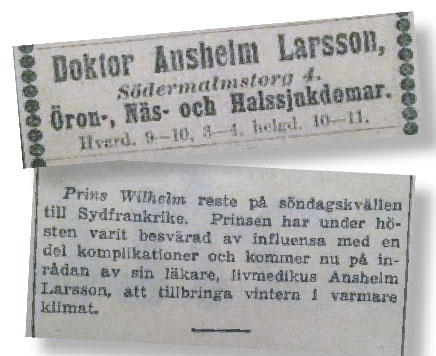 Doktor Anshelm Larsson,
Södermalmstorg 4.
Öron-, Näs- och Halssjukdomar.
Hvard. 9–10, 3–4, helgd. 10–11.
Prins Wilhelm reste på söndagskvällen
till Sydfrankrike. Prinsen har under hö-
sten varit besvärad av influensa med en
del komplikationer och kommer nu på in-
rådan av sin läkare, livmedikus Anshelm
Larsson, att tillbringa vintern i varmare
klimat.